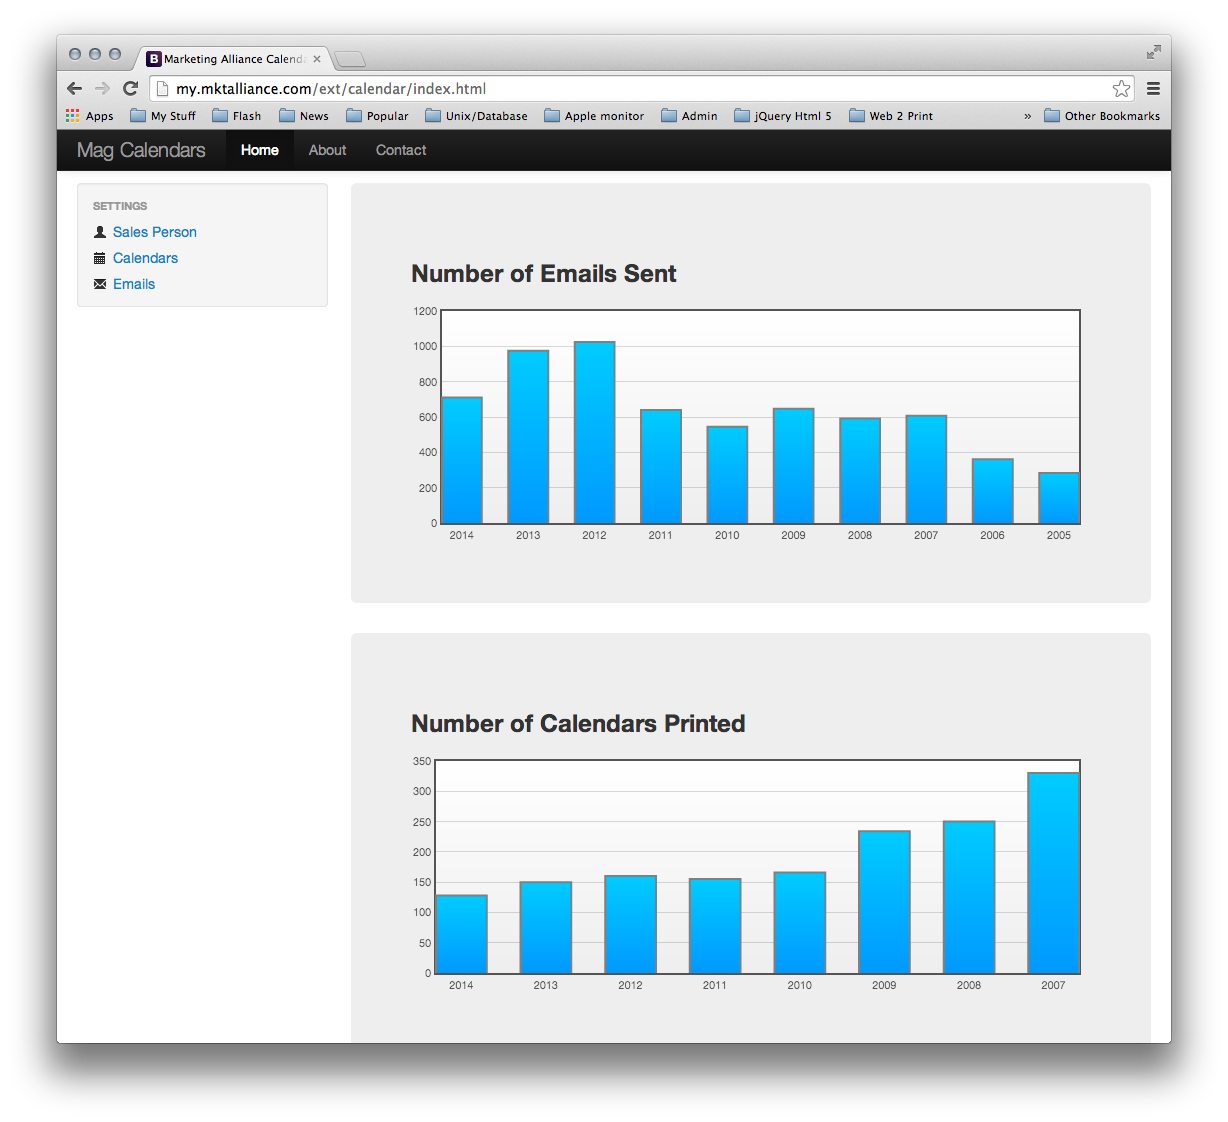 B Marketing Alliance Calend
my.mktalliance.com/ext/calendar/index.html
Apps My Stuff Flash News Popular Unix/Database Apple monitor Admin jQuery Html 5 Web 2 Print » Other Bookmarks
Mag Calendars Home About Contact
SETTINGS
Sales Person
Calendars
Emails
Number of Emails Sent
1200
1000
800
600
400
200
0
2014 2013 2012 2011 2010 2009 2008 2007 2006 2005
Number of Calendars Printed
350
300
250
200
150
100
50
0
2014 2013 2012 2011 2010 2009 2008 2007